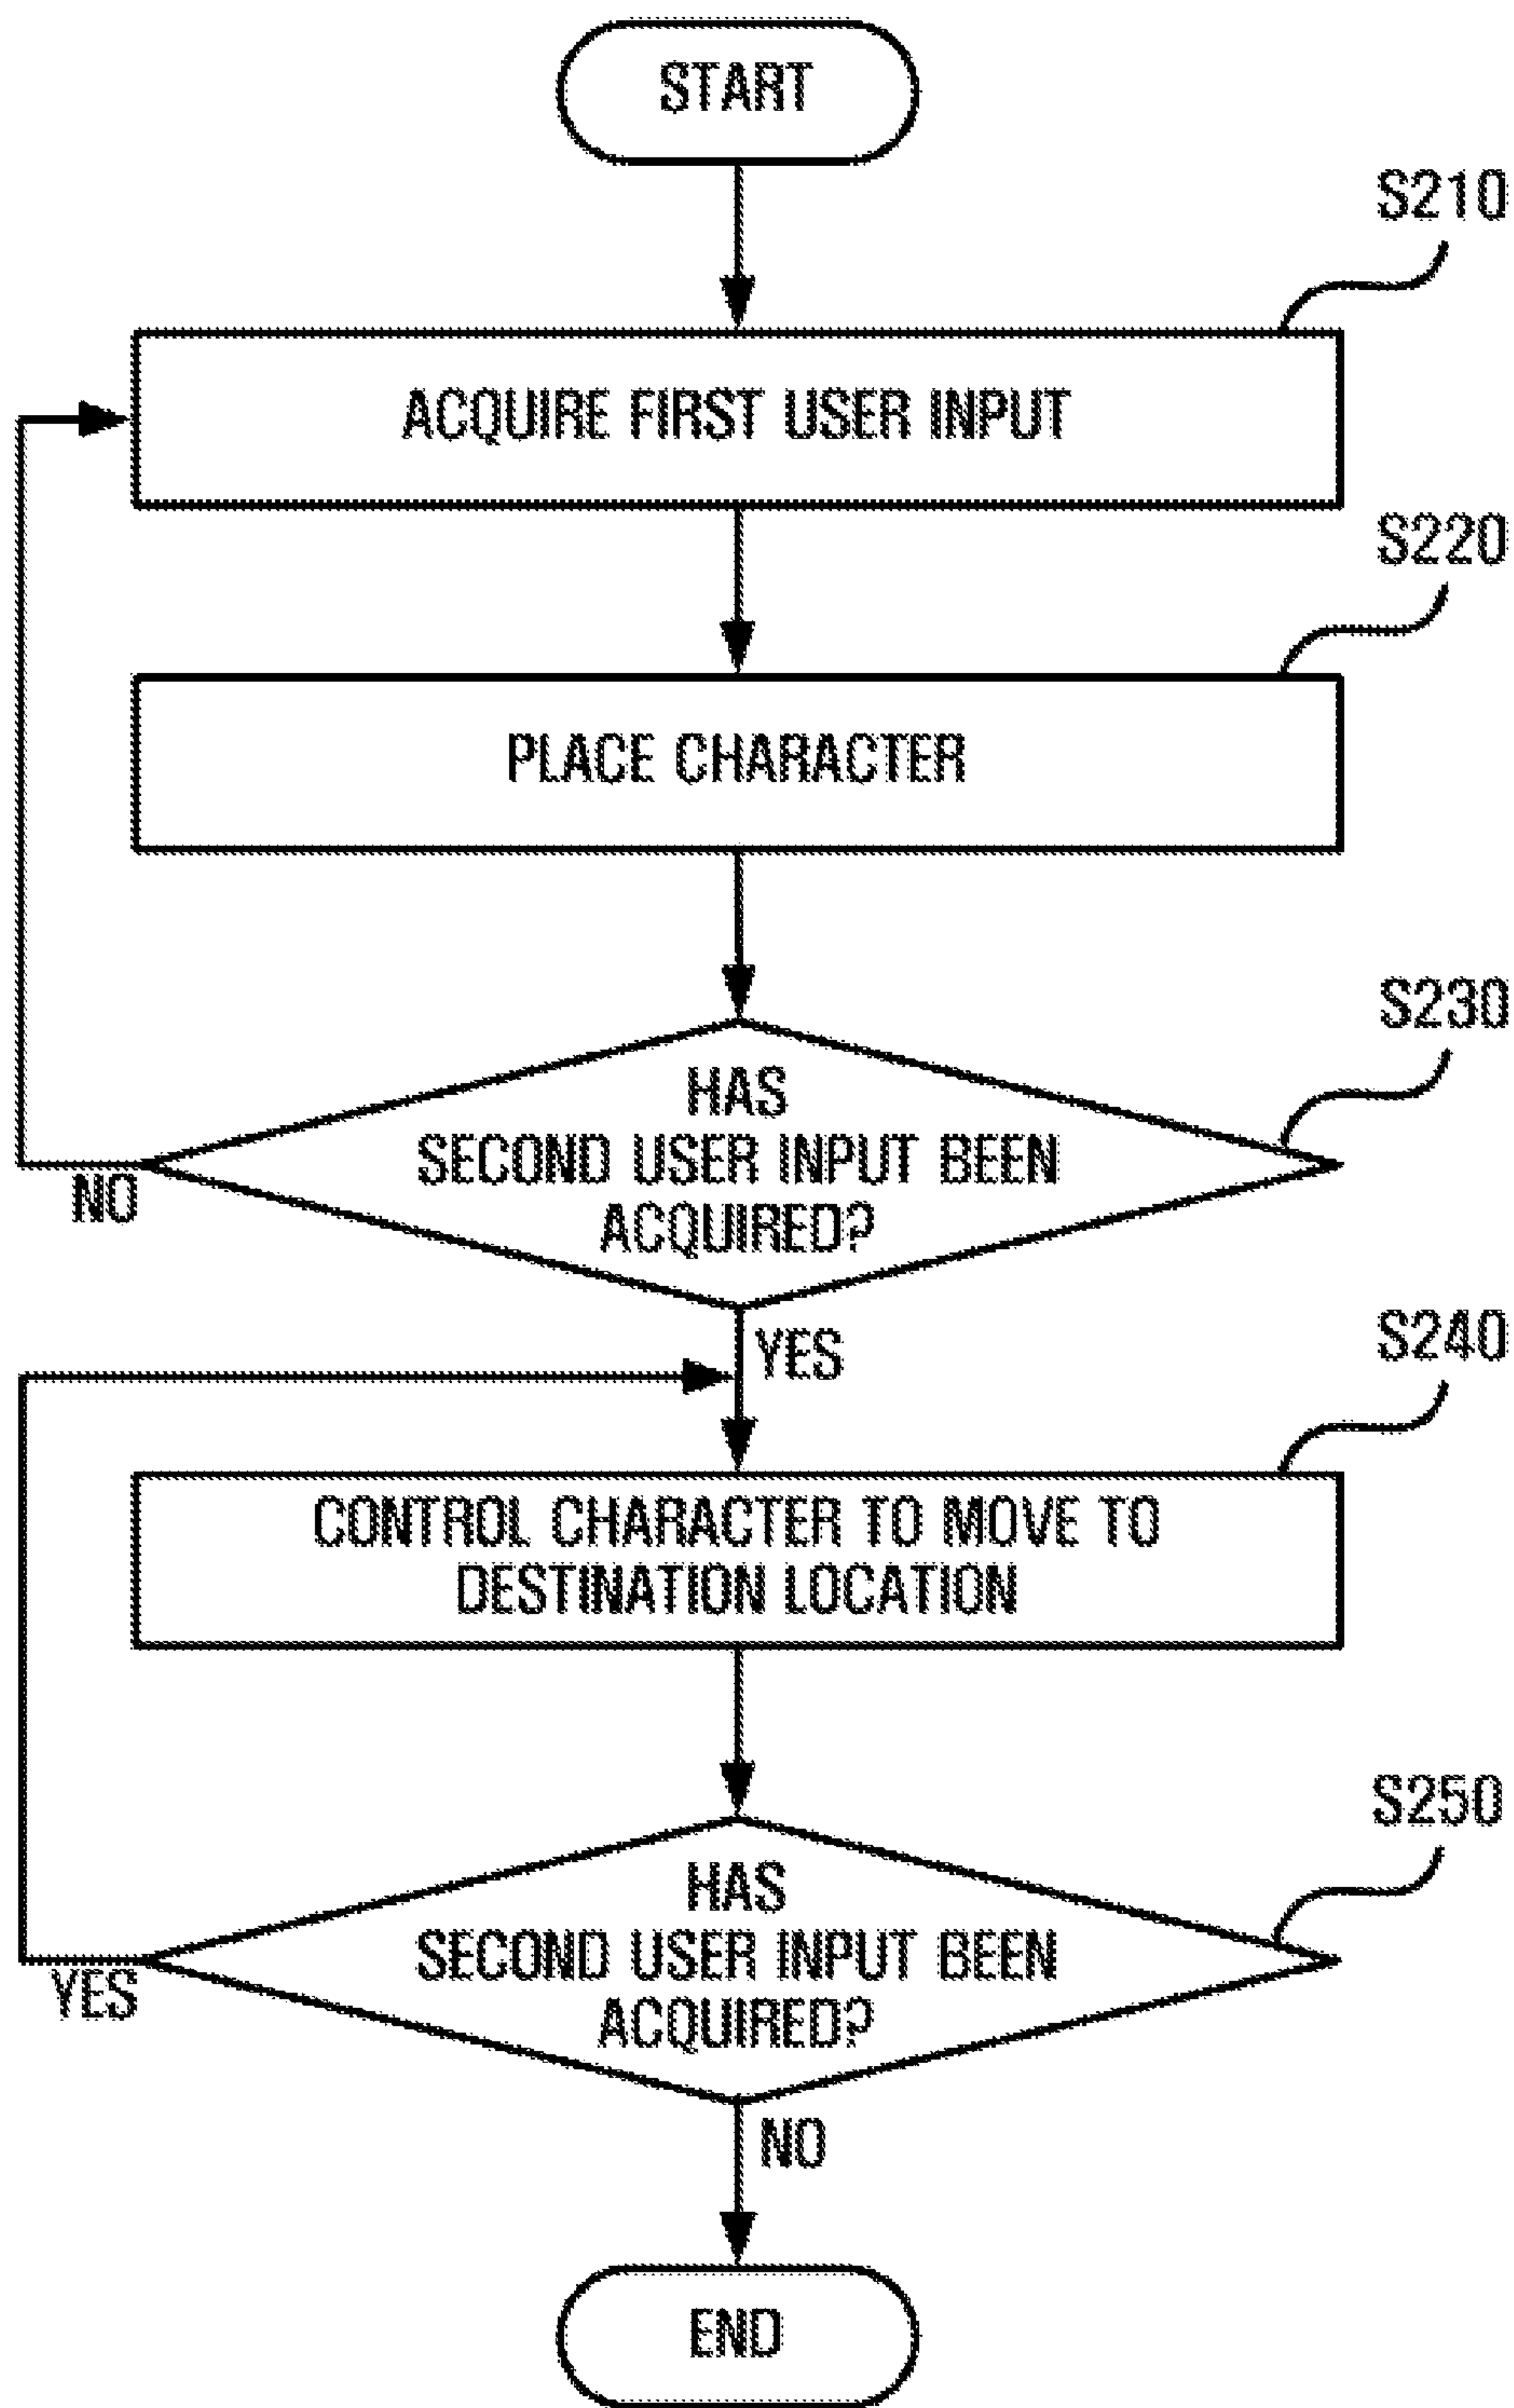 START
S210
ACQUIRE FIRST USER INPUT
S220
PLACE CHARACTER
S230
HAS
SECOND USER INPUT BEEN
ACQUIRED?
NO
YES
S240
CONTROL CHARACTER TO MOVE TO
DESTINATION LOCATION
S250
HAS
SECOND USER INPUT BEEN
ACQUIRED?
YES
NO
END